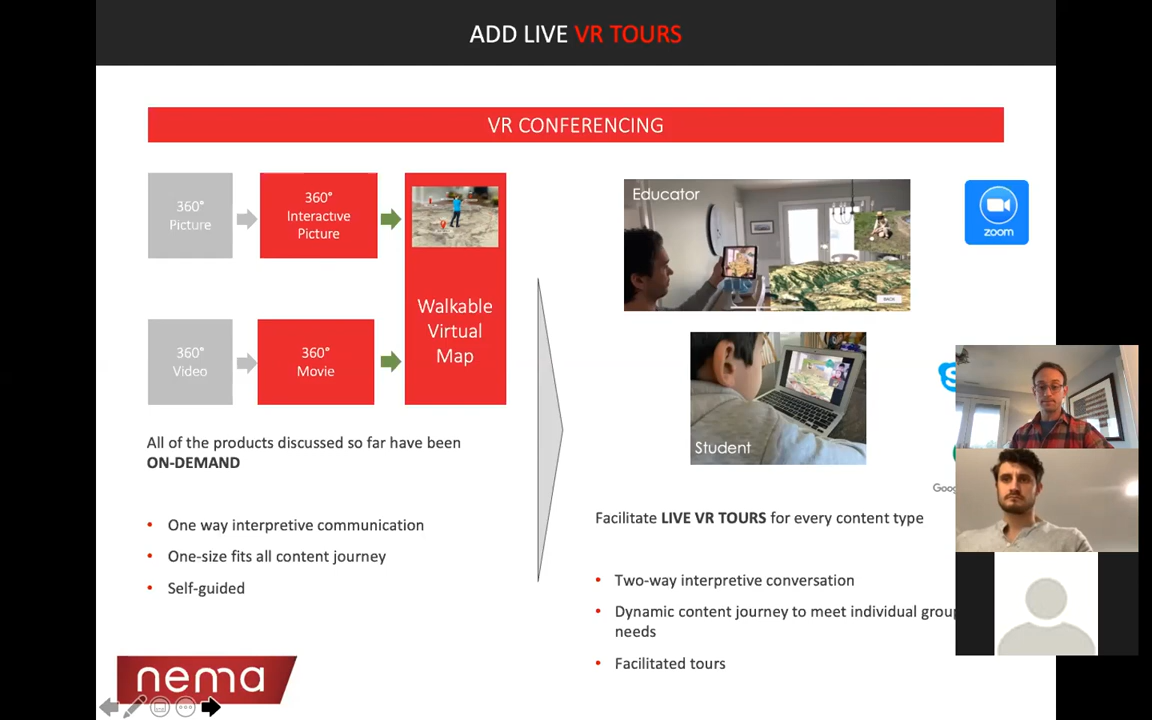 ADD LIVE VR TOURS
VR CONFERENCING
360°
Picture
360°
Interactive
Picture
360°
Video
360°
Movie
Walkable
Virtual
Map
All of the products discussed so far have been
ON-DEMAND
• One way interpretive communication
• One-size fits all content journey
• Self-guided
Educator
BACK
Student
zoom
S
Goog
Facilitate LIVE VR TOURS for every content type
• Two-way interpretive conversation
• Dynamic content journey to meet individual group
needs
• Facilitated tours
nema